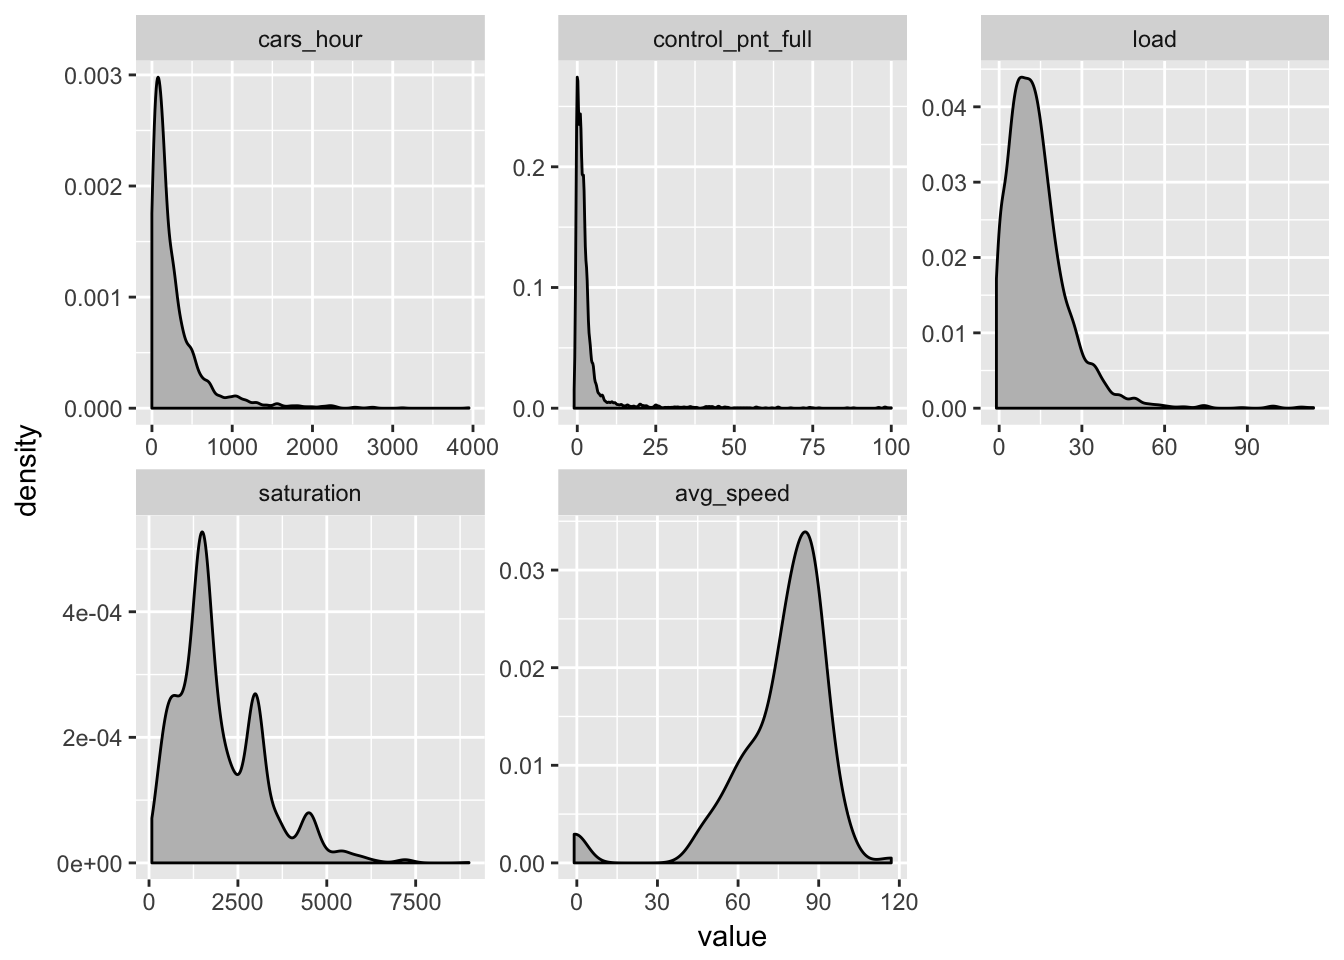 cars_hour
control_pnt_full
load
0.003
0.002
0.001
0.000
0 1000 2000 3000 4000
0.2
0.1
0.0
0 25 50 75 100
0.04
0.03
0.02
0.01
0.00
0 30 60 90
density
saturation
avg_speed
4e-04
2e-04
0e+00
0 2500 5000 7500
0.03
0.02
0.01
0.00
0 30 60 90 120
value